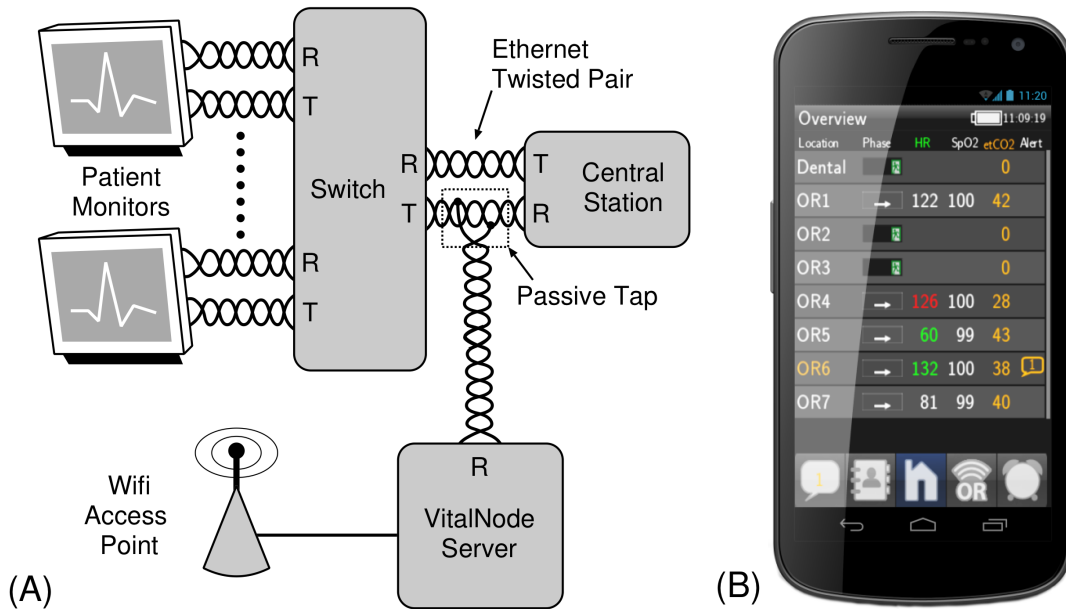 R
T
Patient
Monitors
R
T
Switch
R
T
Ethernet
Twisted Pair
T
R
Central
Station
Passive Tap
R
VitalNode
Server
Wifi
Access
Point
(A)
11:20
Overview 11:09:19
Location Phase HR SpO2 etCO2 Alert
Dental 0
OR1 → 122 100 42
OR2 0
OR3 0
OR4 → 126 100 28
OR5 → 60 99 43
OR6 → 132 100 38 1
OR7 → 81 99 40
1 OR
(B)